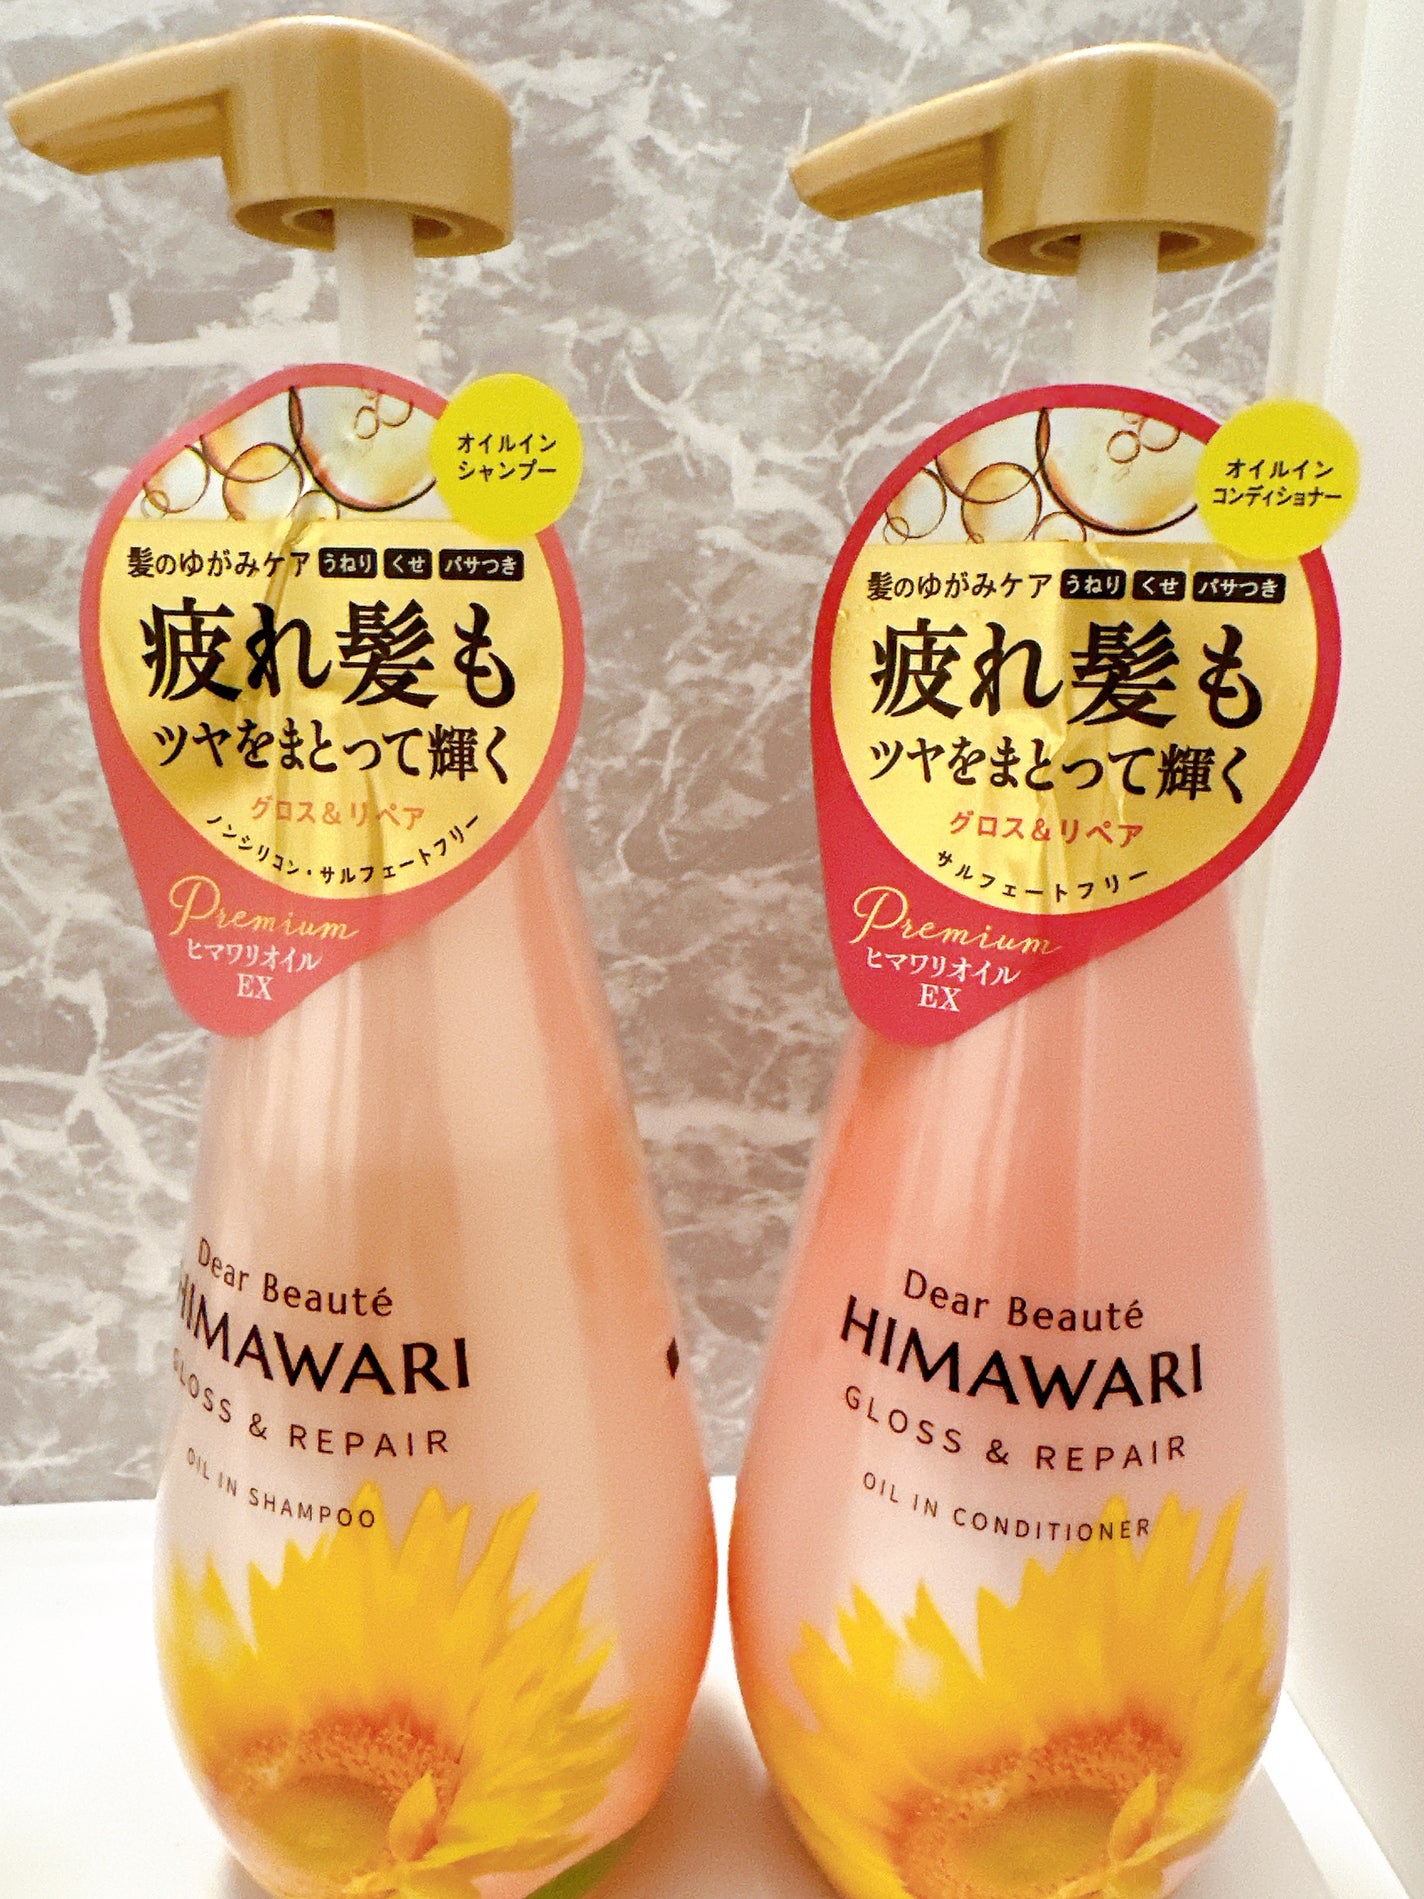 オイルイン
シャンプー
髪のゆがみケア うねり くせ パサつき
疲れ髪も
ツヤをまとって輝く
グロス&リペア
ノンシリコン・サルフェートフリー
Premium
ヒマワリオイル
EX
Dear Beauté
HIMAWARI
GLOSS & REPAIR
OIL IN SHAMPOO
オイルイン
コンディショナー
髪のゆがみケア うねり くせ パサつき
疲れ髪も
ツヤをまとって輝く
グロス&リペア
サルフェートフリー
Premium
ヒマワリオイル
EX
Dear Beauté
HIMAWARI
GLOSS & REPAIR
OIL IN CONDITIONER